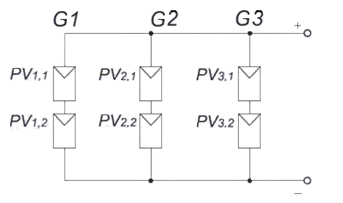 G1 G2 G3
+
PV1,1 PV2,1 PV3,1
PV1,2 PV2,2 PV3,2
–